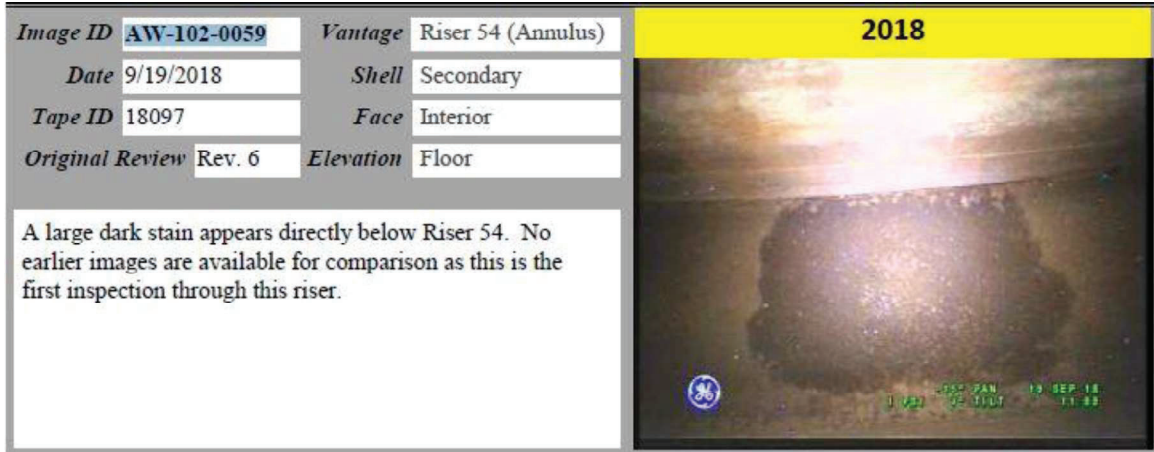 Image ID AW-102-0059 Vantage Riser 54 (Annulus)
Date 9/19/2018 Shell Secondary
Tape ID 18097 Face Interior
Original Review Rev. 6 Elevation Floor
A large dark stain appears directly below Riser 54. No
earlier images are available for comparison as this is the
first inspection through this riser.
2018
PAN 19 SEP 18
TILT